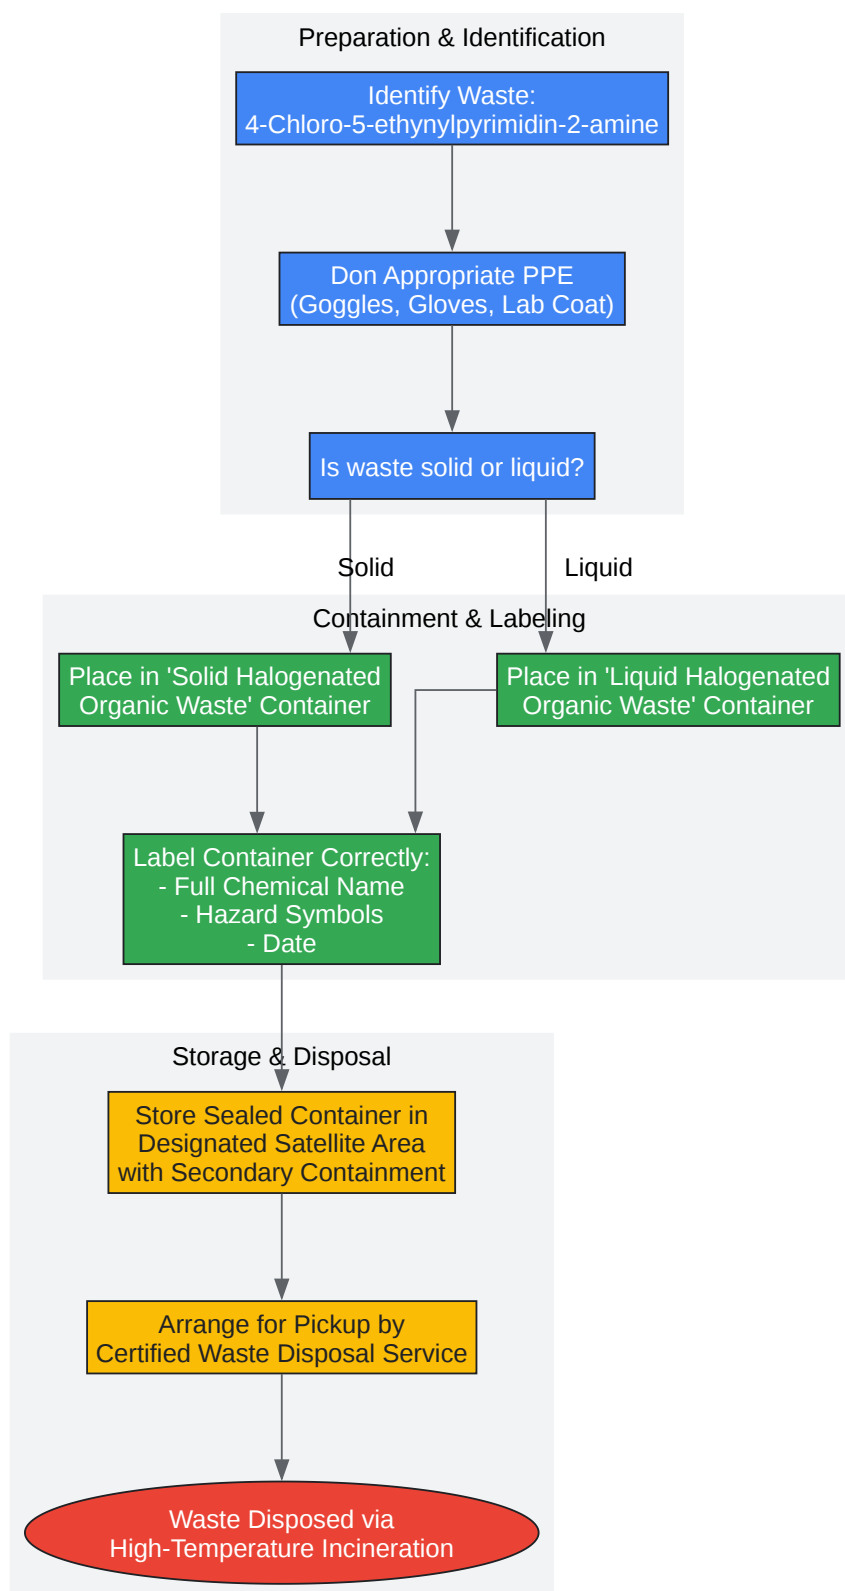 Preparation & Identification
Identify Waste:
4-Chloro-5-ethynylpyrimidin-2-amine
Don Appropriate PPE
(Goggles, Gloves, Lab Coat)
Is waste solid or liquid?
Solid
Liquid
Containment & Labeling
Place in 'Solid Halogenated
Organic Waste' Container
Place in 'Liquid Halogenated
Organic Waste' Container
Label Container Correctly:
- Full Chemical Name
- Hazard Symbols
- Date
Storage & Disposal
Store Sealed Container in
Designated Satellite Area
with Secondary Containment
Arrange for Pickup by
Certified Waste Disposal Service
Waste Disposed via
High-Temperature Incineration